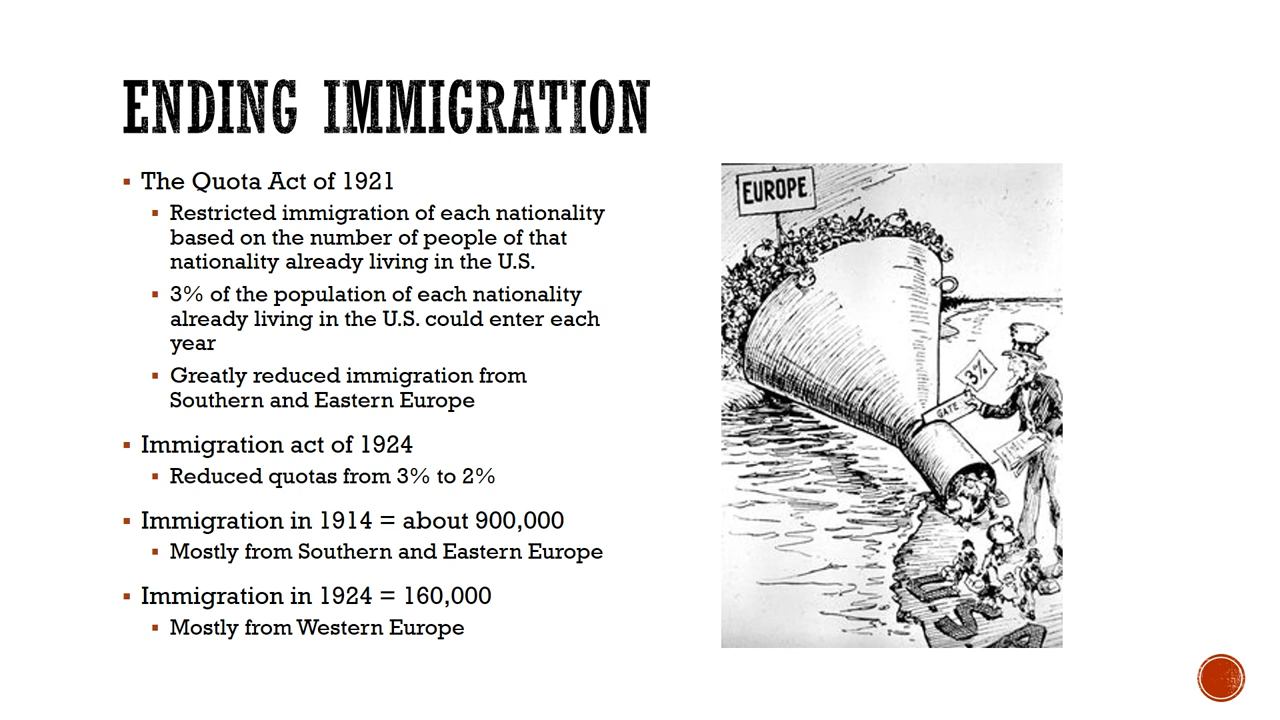 ENDING IMMIGRATION
▪ The Quota Act of 1921
▪ Restricted immigration of each nationality
based on the number of people of that
nationality already living in the U.S.
▪ 3% of the population of each nationality
already living in the U.S. could enter each
year
▪ Greatly reduced immigration from
Southern and Eastern Europe
▪ Immigration act of 1924
▪ Reduced quotas from 3% to 2%
▪ Immigration in 1914 = about 900,000
▪ Mostly from Southern and Eastern Europe
▪ Immigration in 1924 = 160,000
▪ Mostly from Western Europe
EUROPE
3%
GATE
USA